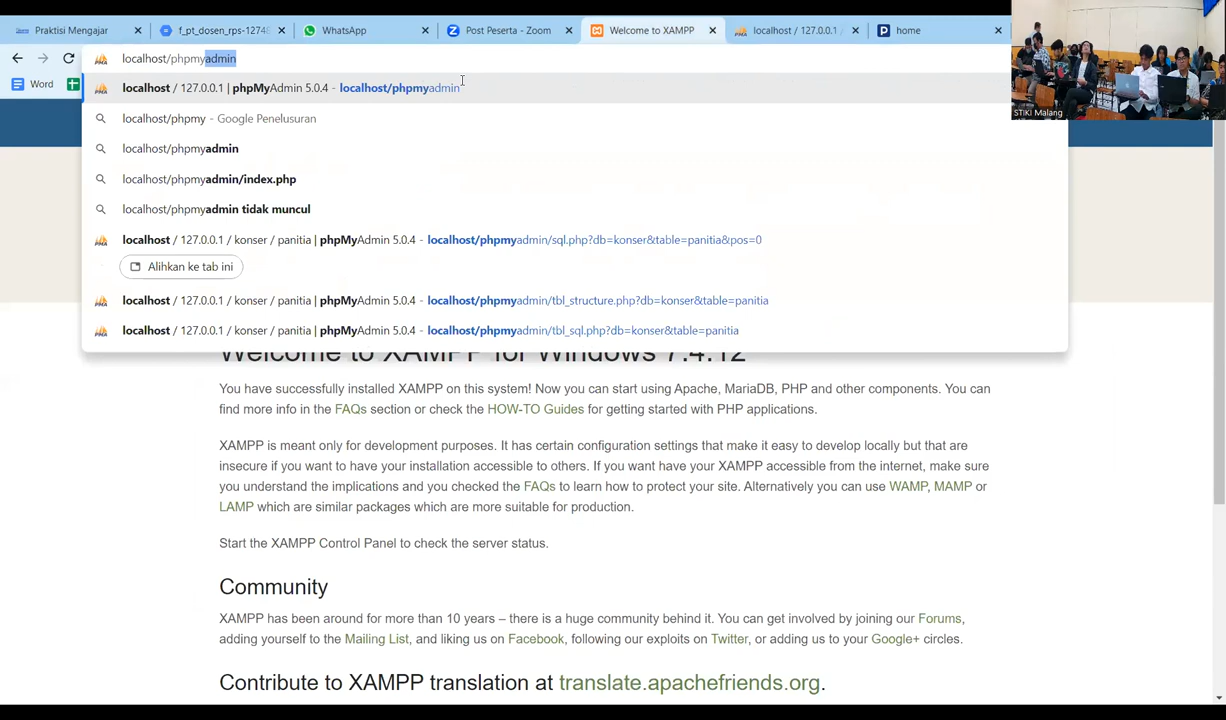 Praktisi Mengajar
f_pt_dosen_rps-12748
WhatsApp
Post Peserta - Zoom
Welcome to XAMPP
localhost / 127.0.0.1
home
localhost/phpmyadmin
Word
localhost / 127.0.0.1 | phpMyAdmin 5.0.4 - localhost/phpmyadmin
localhost/phpmy - Google Penelusuran
localhost/phpmyadmin
localhost/phpmyadmin/index.php
localhost/phpmyadmin tidak muncul
localhost / 127.0.0.1 / konser / panitia | phpMyAdmin 5.0.4 - localhost/phpmyadmin/sql.php?db=konser&table=panitia&pos=0
Alihkan ke tab ini
localhost / 127.0.0.1 / konser / panitia | phpMyAdmin 5.0.4 - localhost/phpmyadmin/tbl_structure.php?db=konser&table=panitia
localhost / 127.0.0.1 / konser / panitia | phpMyAdmin 5.0.4 - localhost/phpmyadmin/tbl_sql.php?db=konser&table=panitia
STIKI Malang
Welcome to XAMPP for Windows 7.4.12
You have successfully installed XAMPP on this system! Now you can start using Apache, MariaDB, PHP and other components. You can
find more info in the FAQs section or check the HOW-TO Guides for getting started with PHP applications.
XAMPP is meant only for development purposes. It has certain configuration settings that make it easy to develop locally but that are
insecure if you want to have your installation accessible to others. If you want have your XAMPP accessible from the internet, make sure
you understand the implications and you checked the FAQs to learn how to protect your site. Alternatively you can use WAMP, MAMP or
LAMP which are similar packages which are more suitable for production.
Start the XAMPP Control Panel to check the server status.
Community
XAMPP has been around for more than 10 years – there is a huge community behind it. You can get involved by joining our Forums,
adding yourself to the Mailing List, and liking us on Facebook, following our exploits on Twitter, or adding us to your Google+ circles.
Contribute to XAMPP translation at translate.apachefriends.org.